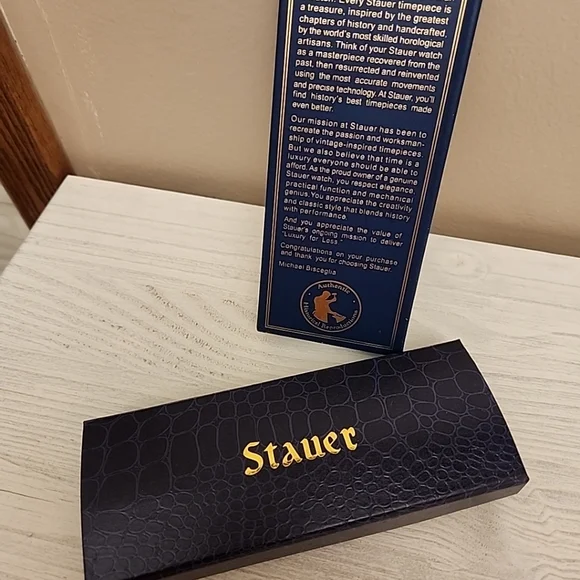 Every Stauer timepiece is
a treasure, inspired by the greatest
chapters of history and handcrafted,
by the world's most skilled horological
artisans. Think of your Stauer watch
as a masterpiece recovered from the
past, then resurrected and reinvented
using the most accurate movements
and precise technology. At Stauer, you'll
find history's best timepieces made
even better.
Our mission at Stauer has been to
recreate the passion and worksman-
ship of vintage-inspired timepieces.
But we also believe that time is a
luxury everyone should be able to
afford. As the proud owner of a genuine
Stauer watch, you respect elegance,
practical function and mechanical
genius. You appreciate the creativity
and classic style that blends history
with performance.
And you appreciate the value of
Stauer's ongoing mission to deliver
"Luxury for Less."
Congratulations on your purchase
and thank you for choosing Stauer.
Michael Bisceglia
Authentic
Historical Reproductions
Stauer